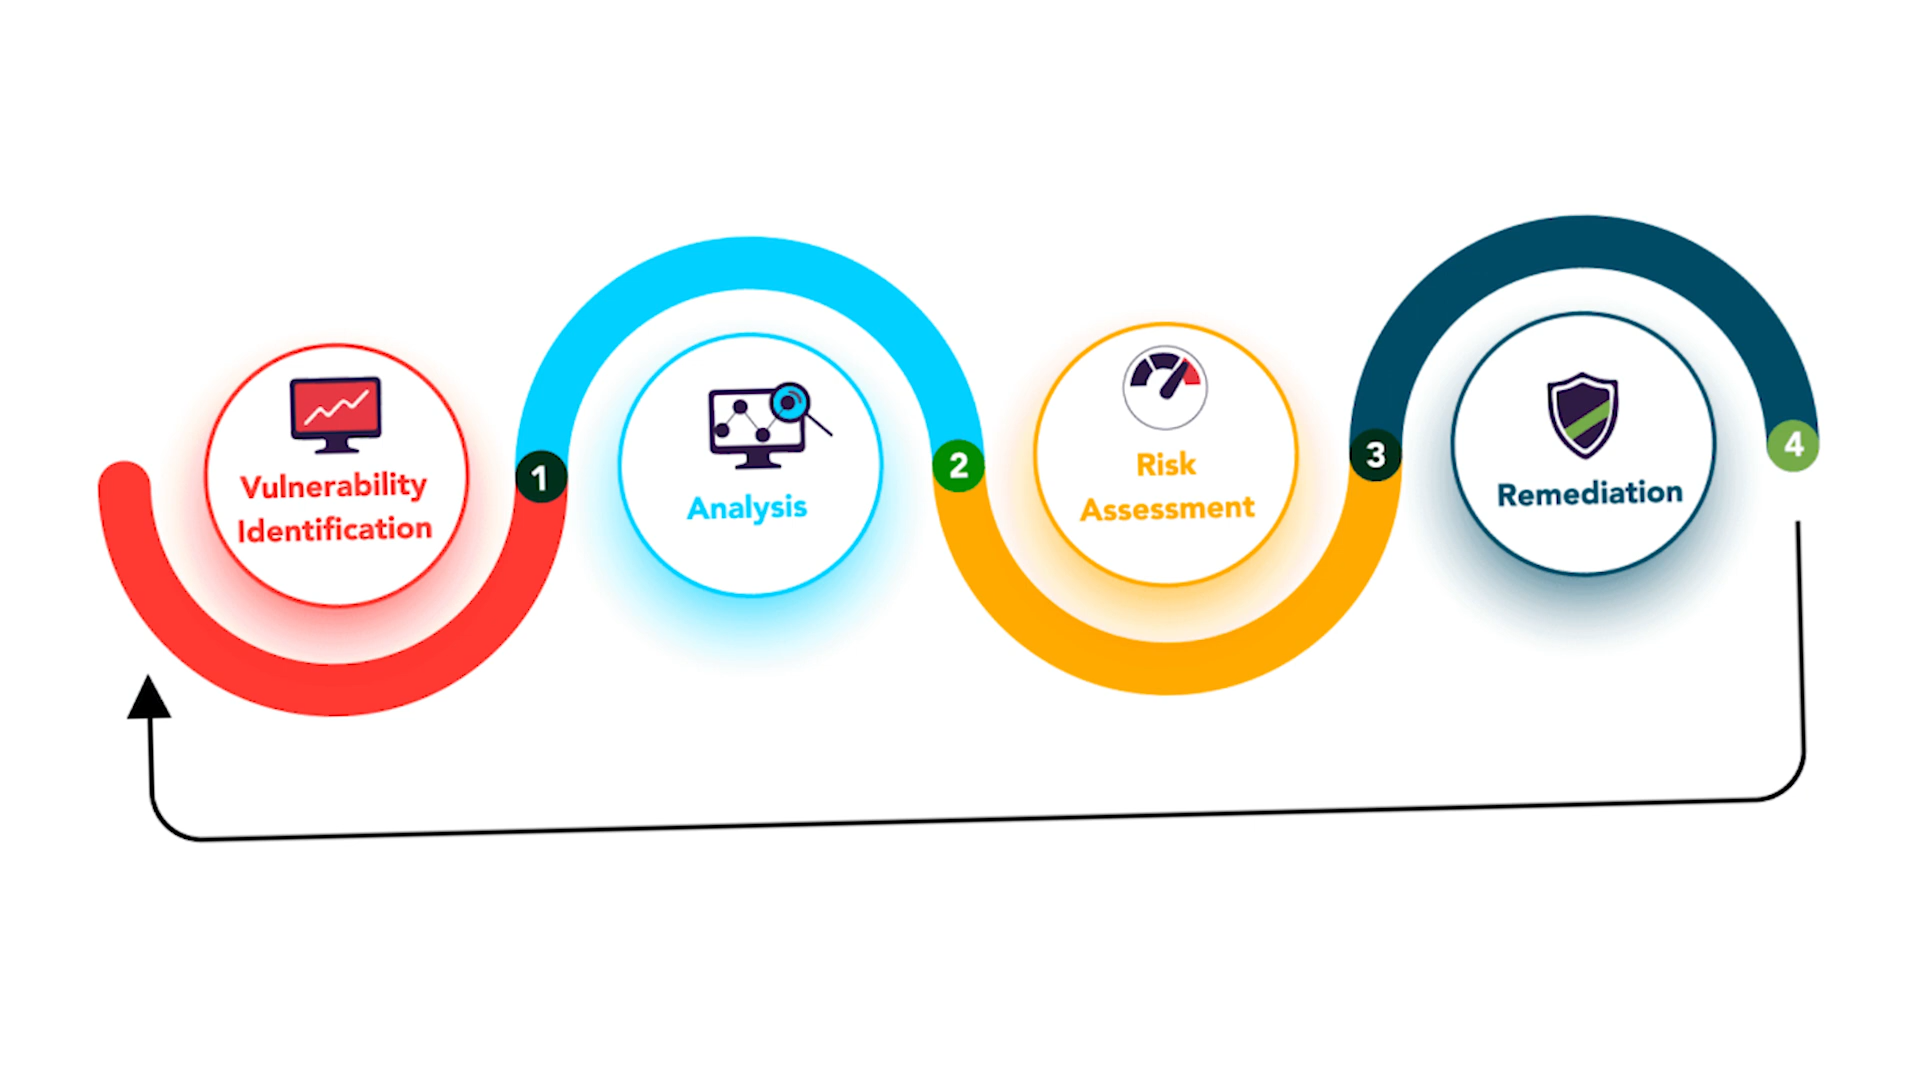 Vulnerability
Identification
1
Analysis
2
Risk
Assessment
3
Remediation
4